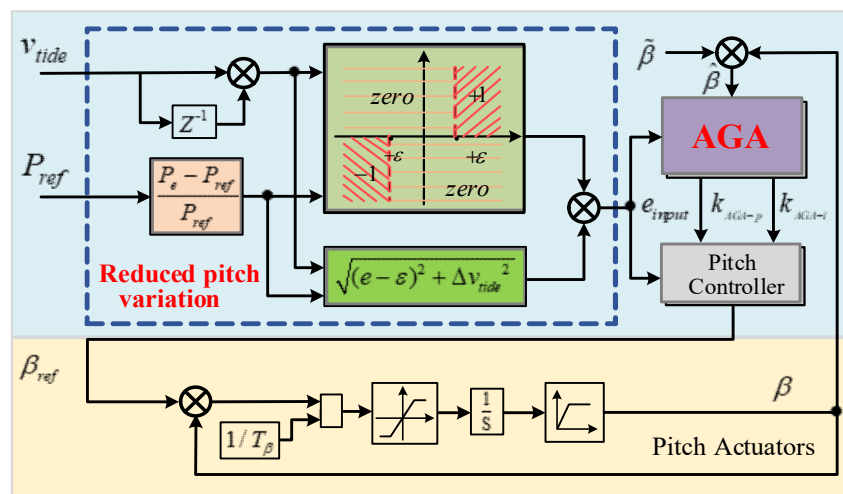 v_tide
Z^{-1}
P_ref
P_e − P_ref
P_ref
zero
+1
+ε
+ε
−1
zero
√((e − ε)² + Δv_tide²)
Reduced pitch
variation
β̃
β̂
AGA
e_input
k_AGA−p
k_AGA−i
Pitch
Controller
β_ref
1/T_β
1
s
β
Pitch Actuators